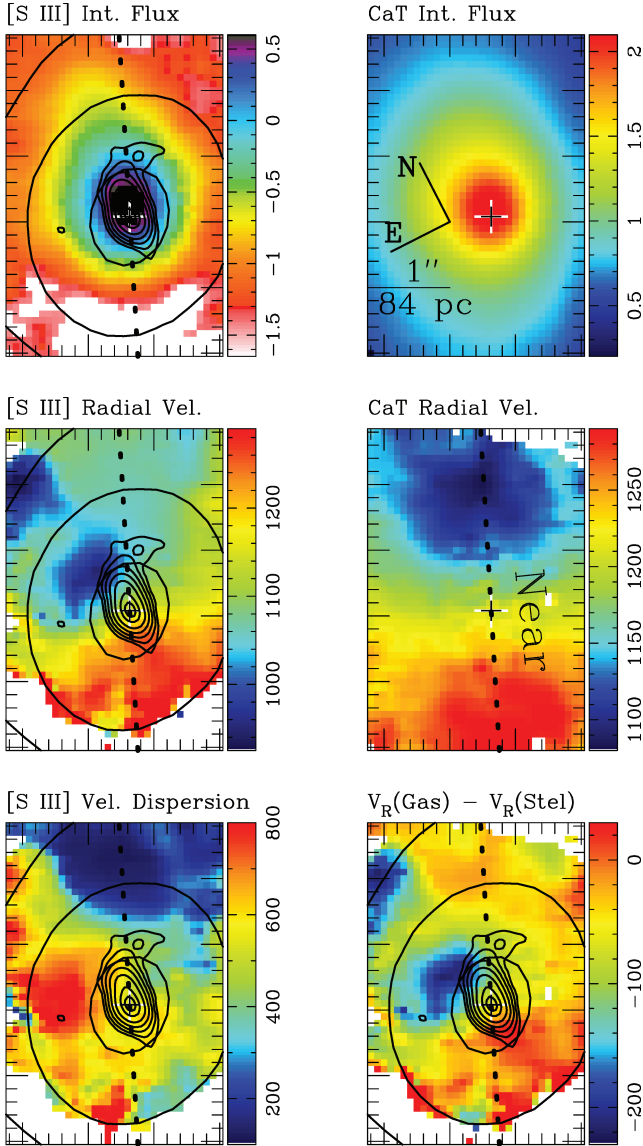 [S III] Int. Flux
CaT Int. Flux
0.5
0
−0.5
−1
−1.5
N
E
1″
84 pc
2
1.5
1
0.5
[S III] Radial Vel.
CaT Radial Vel.
1200
1100
1000
Near
1250
1200
1150
1100
[S III] Vel. Dispersion
V_R(Gas) − V_R(Stel)
800
600
400
200
0
−100
−200